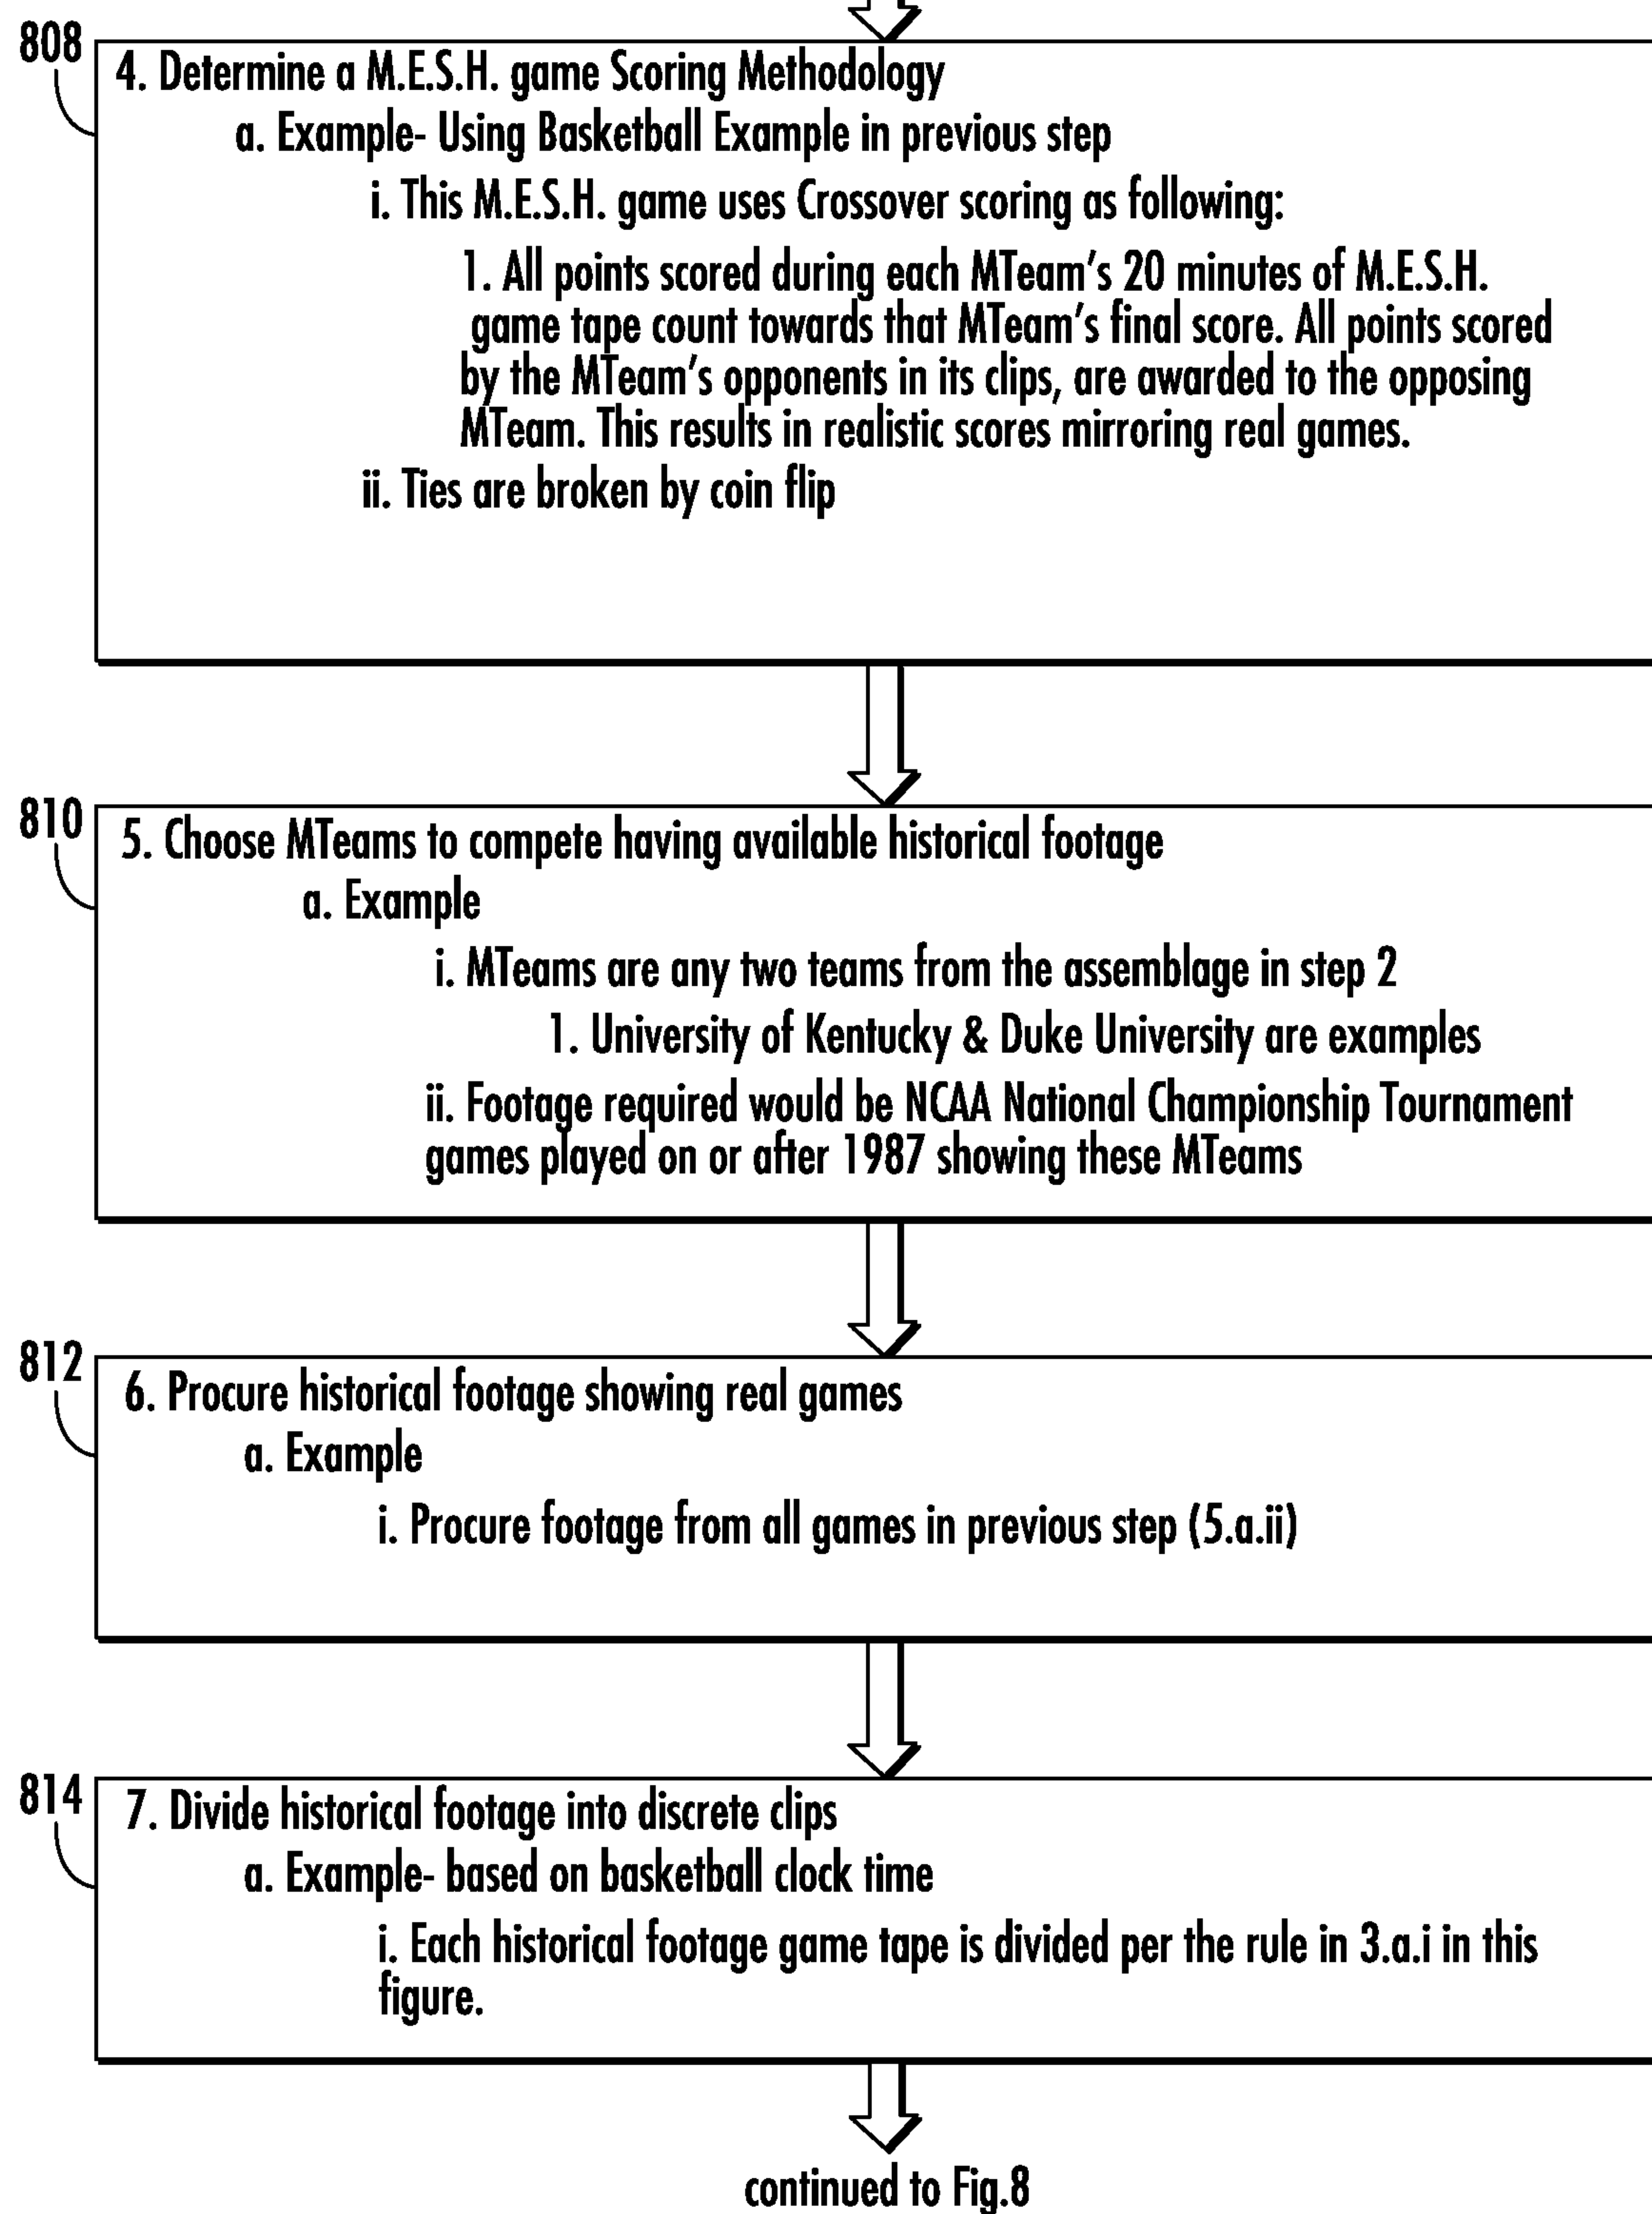 808
4. Determine a M.E.S.H. game Scoring Methodology
a. Example- Using Basketball Example in previous step
i. This M.E.S.H. game uses Crossover scoring as following:
1. All points scored during each MTeam's 20 minutes of M.E.S.H.
game tape count towards that MTeam's final score. All points scored
by the MTeam's opponents in its clips, are awarded to the opposing
MTeam. This results in realistic scores mirroring real games.
ii. Ties are broken by coin flip
810
5. Choose MTeams to compete having available historical footage
a. Example
i. MTeams are any two teams from the assemblage in step 2
1. University of Kentucky & Duke University are examples
ii. Footage required would be NCAA National Championship Tournament
games played on or after 1987 showing these MTeams
812
6. Procure historical footage showing real games
a. Example
i. Procure footage from all games in previous step (5.a.ii)
814
7. Divide historical footage into discrete clips
a. Example- based on basketball clock time
i. Each historical footage game tape is divided per the rule in 3.a.i in this
figure.
continued to Fig.8